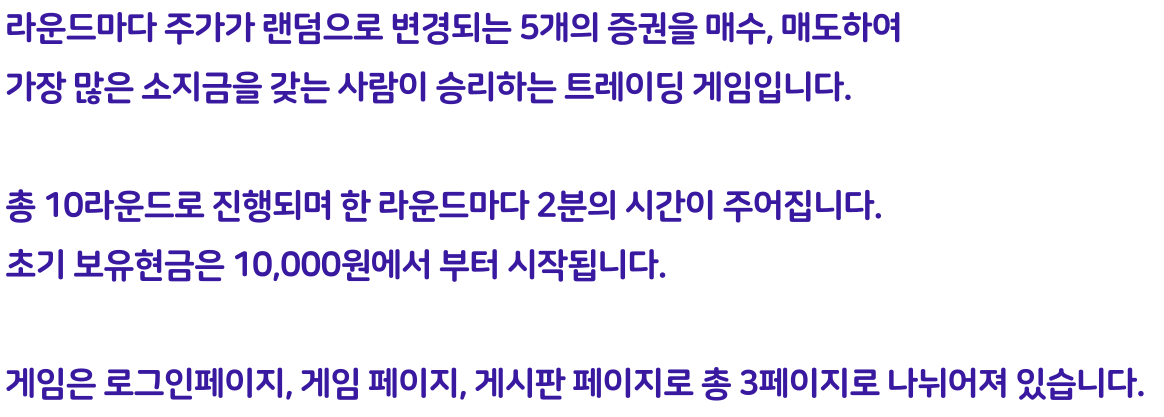 라운드마다 주가가 랜덤으로 변경되는 5개의 증권을 매수, 매도하여
가장 많은 소지금을 갖는 사람이 승리하는 트레이딩 게임입니다.
총 10라운드로 진행되며 한 라운드마다 2분의 시간이 주어집니다.
초기 보유현금은 10,000원에서 부터 시작됩니다.
게임은 로그인페이지, 게임 페이지, 게시판 페이지로 총 3페이지로 나뉘어져 있습니다.